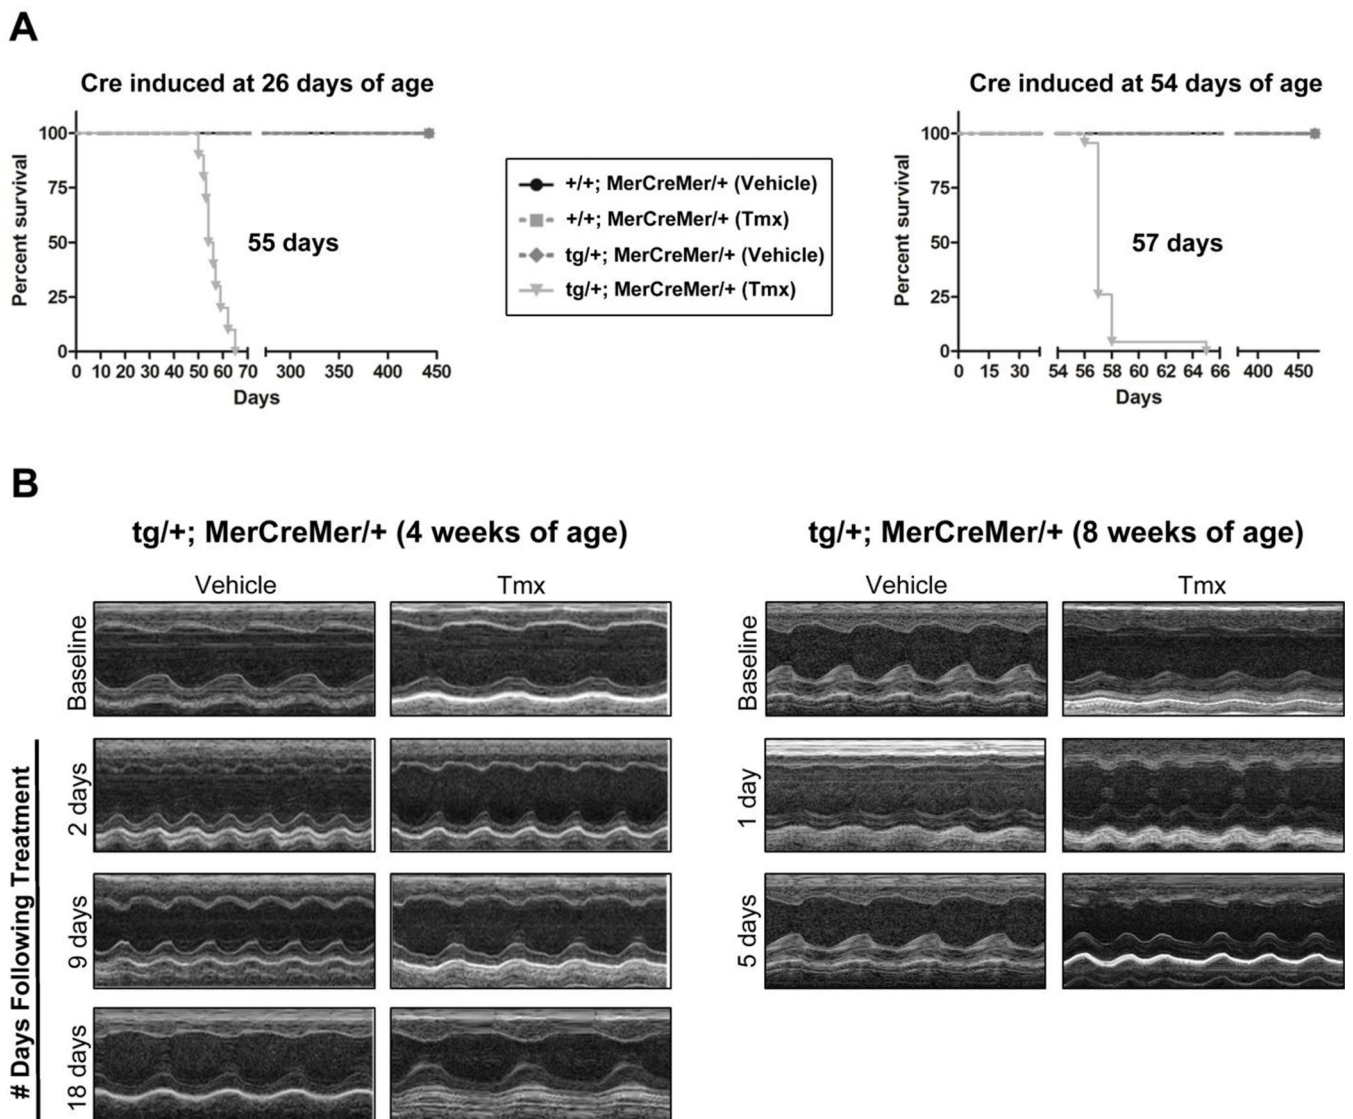 A
Cre induced at 26 days of age
Percent survival
100
75
50
25
0
55 days
0 10 20 30 40 50 60 70 300 350 400 450
Days
+/+; MerCreMer/+ (Vehicle)
+/+; MerCreMer/+ (Tmx)
tg/+; MerCreMer/+ (Vehicle)
tg/+; MerCreMer/+ (Tmx)
Cre induced at 54 days of age
Percent survival
100
75
50
25
0
57 days
0 15 30 54 56 58 60 62 64 66 400 450
Days
B
tg/+; MerCreMer/+ (4 weeks of age)
Vehicle Tmx
Baseline
# Days Following Treatment
2 days
9 days
18 days
tg/+; MerCreMer/+ (8 weeks of age)
Vehicle Tmx
Baseline
1 day
5 days